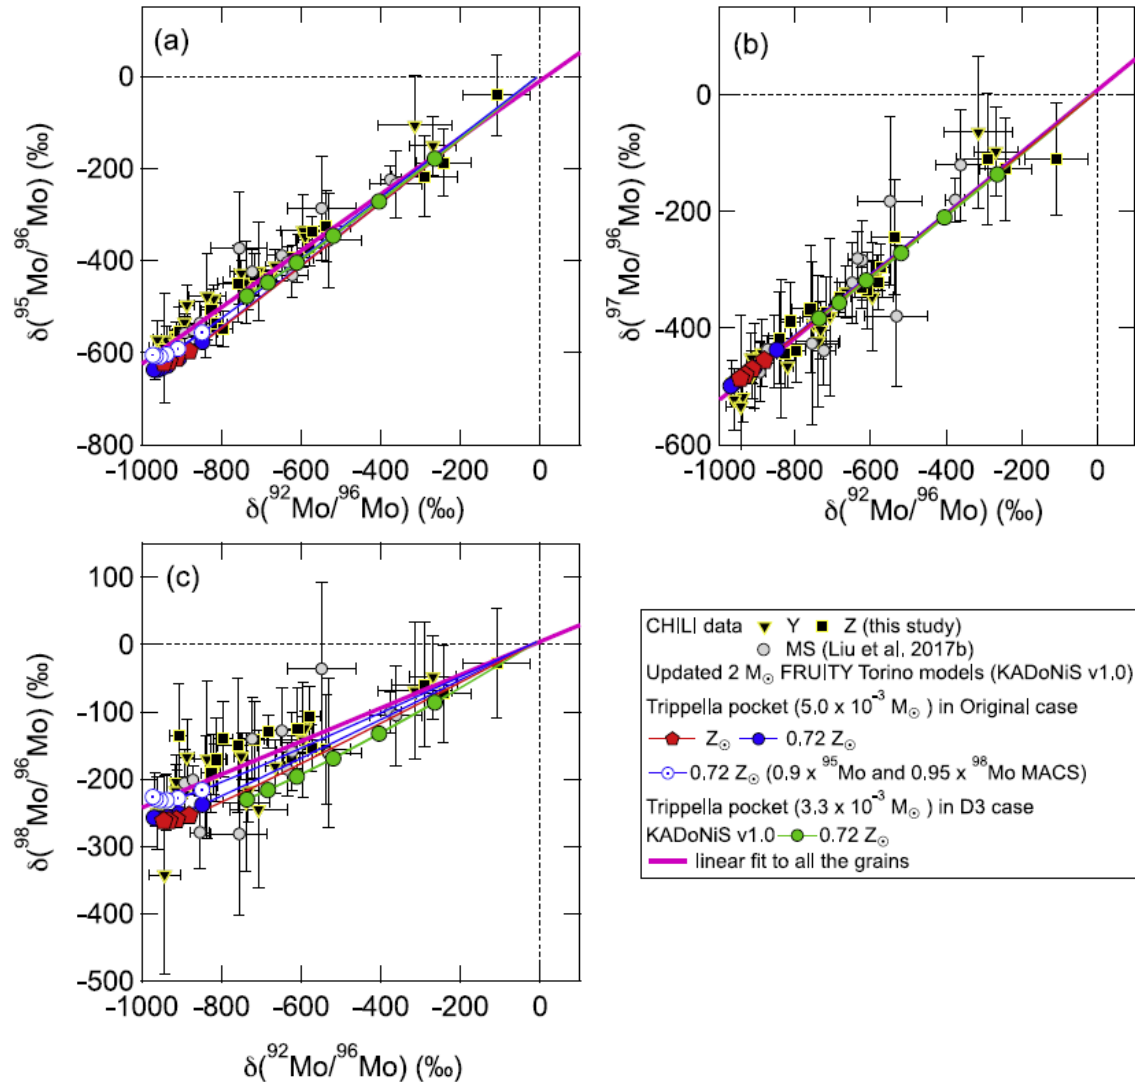 (a)
0
-200
-400
-600
-800
δ(⁹⁵Mo/⁹⁶Mo) (‰)
-1000 -800 -600 -400 -200 0
δ(⁹²Mo/⁹⁶Mo) (‰)
(b)
0
-200
-400
-600
δ(⁹⁷Mo/⁹⁶Mo) (‰)
-1000 -800 -600 -400 -200 0
δ(⁹²Mo/⁹⁶Mo) (‰)
(c)
100
0
-100
-200
-300
-400
-500
δ(⁹⁸Mo/⁹⁶Mo) (‰)
-1000 -800 -600 -400 -200 0
δ(⁹²Mo/⁹⁶Mo) (‰)
CHILI data Y Z (this study)
MS (Liu et al. 2017b)
Updated 2 M☉ FRUITY Torino models (KADoNiS v1.0)
Trippella pocket (5.0 x 10⁻³ M☉ ) in Original case
Z☉ 0.72 Z☉
0.72 Z☉ (0.9 x ⁹⁵Mo and 0.95 x ⁹⁸Mo MACS)
Trippella pocket (3.3 x 10⁻³ M☉ ) in D3 case
KADoNiS v1.0 0.72 Z☉
linear fit to all the grains